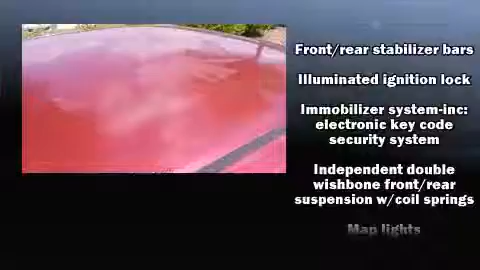 Front/rear stabilizer bars
Illuminated ignition lock
Immobilizer system-inc:
electronic key code
security system
Independent double
wishbone front/rear
suspension w/coil springs
Map lights